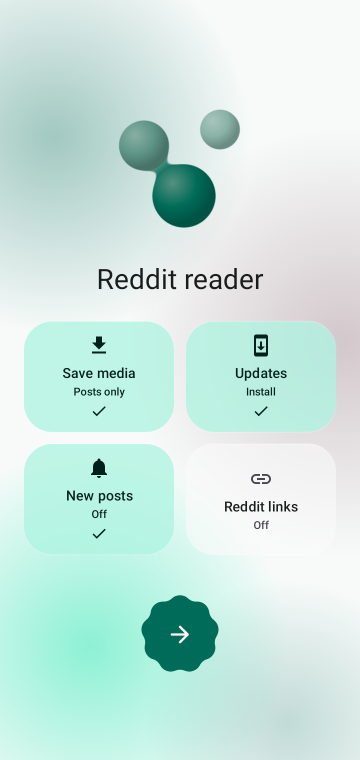 Reddit reader
Save media
Posts only
Updates
Install
New posts
Off
Reddit links
Off